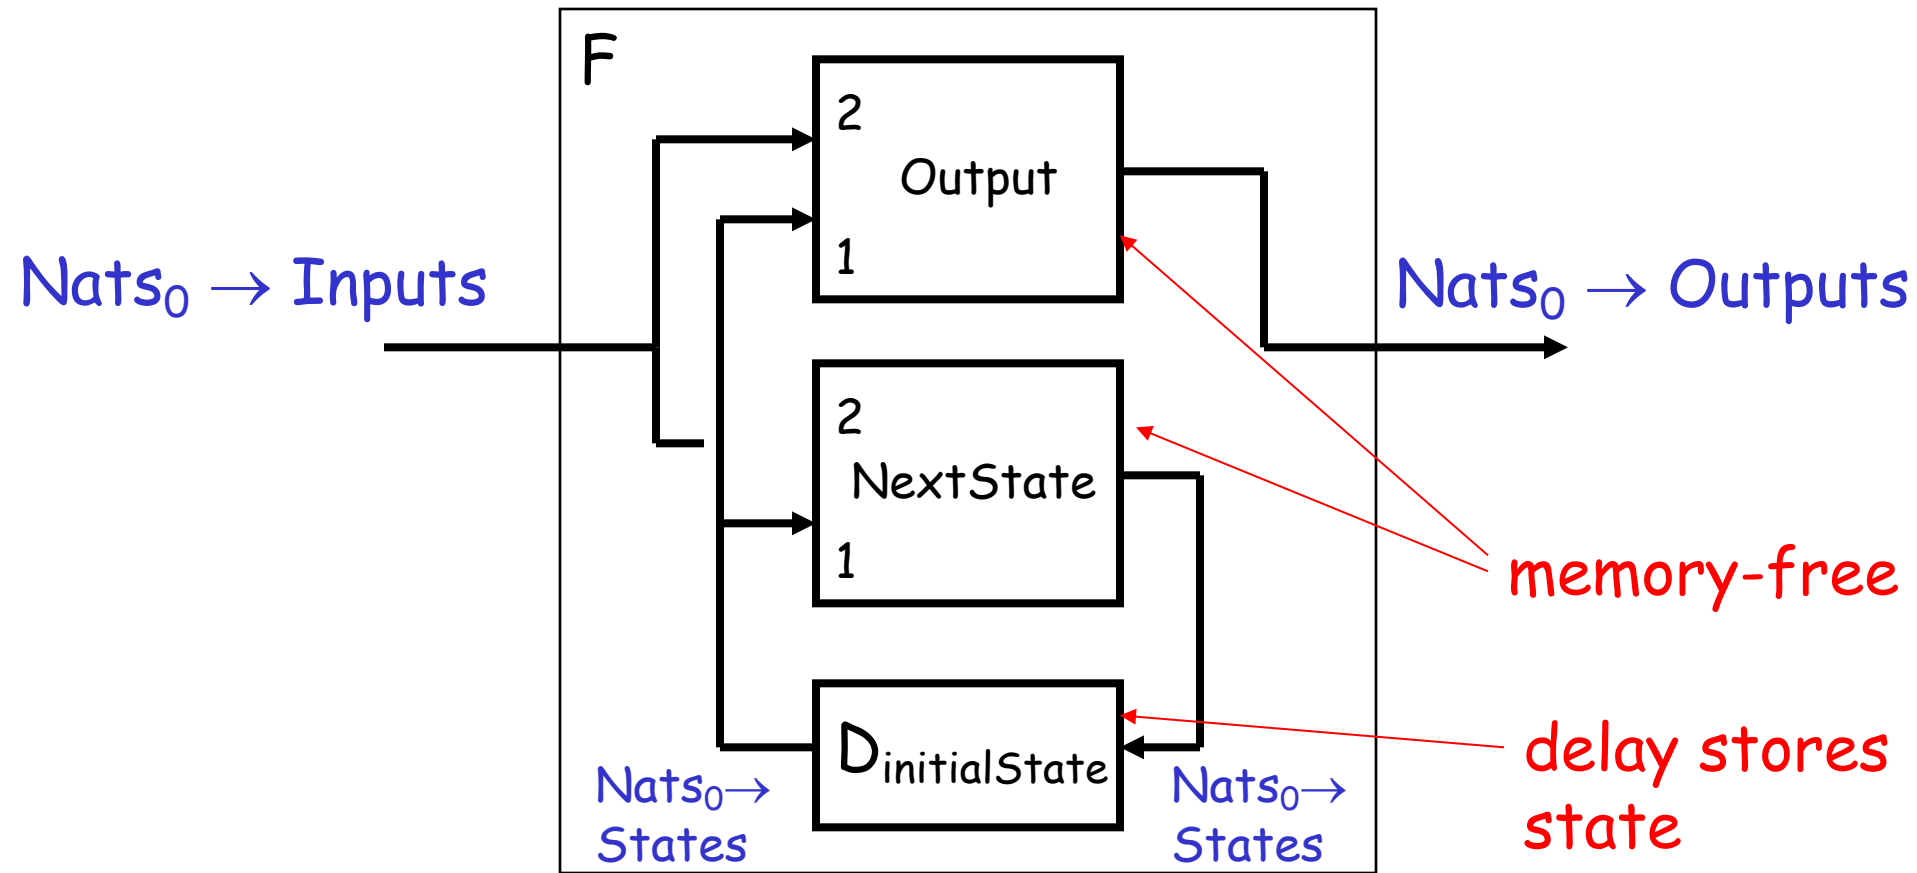 F
2
Output
1
Nats₀ → Inputs
Nats₀ → Outputs
2
NextState
1
memory-free
D initialState
Nats₀→
States
Nats₀→
States
delay stores
state